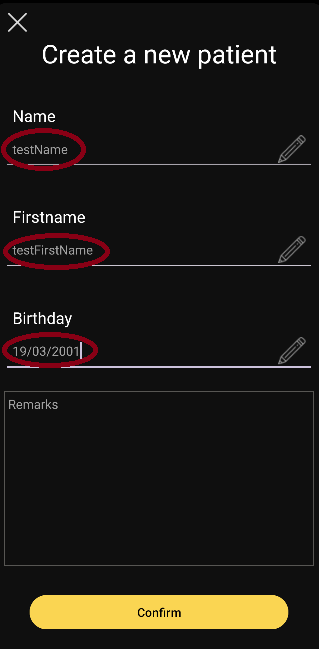 Create a new patient
Name
testName
Firstname
testFirstName
Birthday
19/03/2001
Remarks
Confirm